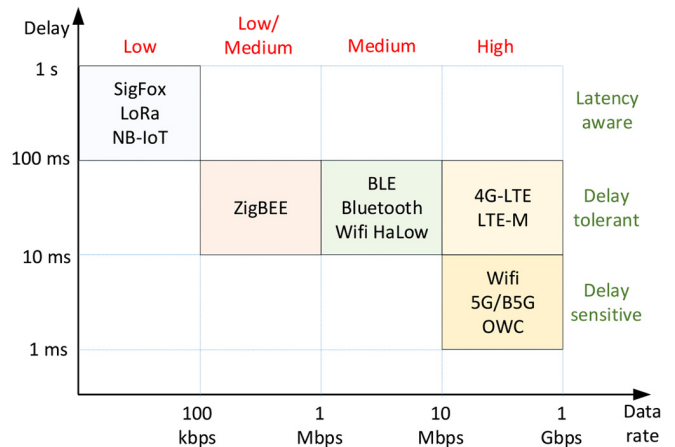 Delay
Low
Low/
Medium
Medium
High
1 s
SigFox
LoRa
NB-IoT
Latency
aware
100 ms
ZigBEE
BLE
Bluetooth
Wifi HaLow
4G-LTE
LTE-M
Delay
tolerant
10 ms
Wifi
5G/B5G
OWC
Delay
sensitive
1 ms
100
kbps
1
Mbps
10
Mbps
1
Gbps
Data
rate